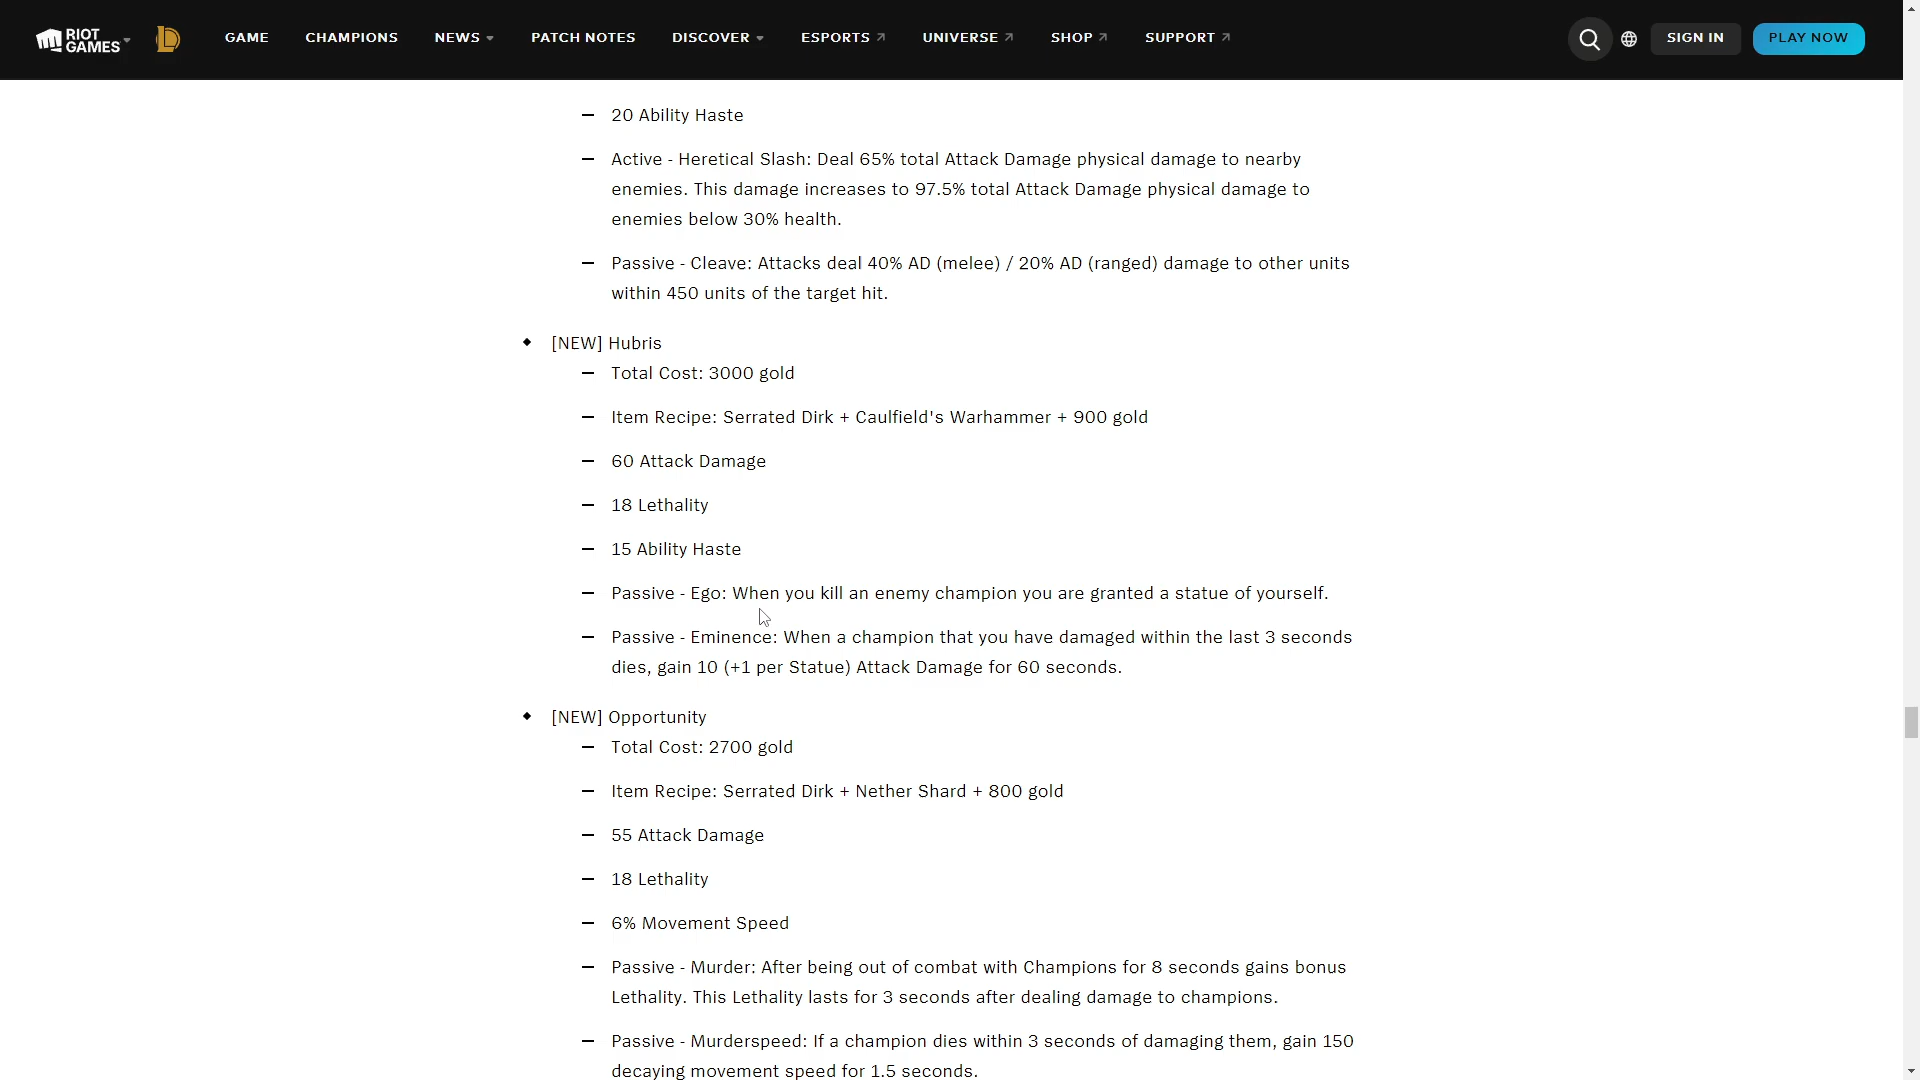 RIOT GAMES
GAME CHAMPIONS NEWS PATCH NOTES DISCOVER ESPORTS UNIVERSE SHOP SUPPORT SIGN IN PLAY NOW
20 Ability Haste
Active - Heretical Slash: Deal 65% total Attack Damage physical damage to nearby
enemies. This damage increases to 97.5% total Attack Damage physical damage to
enemies below 30% health.
Passive - Cleave: Attacks deal 40% AD (melee) / 20% AD (ranged) damage to other units
within 450 units of the target hit.
[NEW] Hubris
Total Cost: 3000 gold
Item Recipe: Serrated Dirk + Caulfield's Warhammer + 900 gold
60 Attack Damage
18 Lethality
15 Ability Haste
Passive - Ego: When you kill an enemy champion you are granted a statue of yourself.
Passive - Eminence: When a champion that you have damaged within the last 3 seconds
dies, gain 10 (+1 per Statue) Attack Damage for 60 seconds.
[NEW] Opportunity
Total Cost: 2700 gold
Item Recipe: Serrated Dirk + Nether Shard + 800 gold
55 Attack Damage
18 Lethality
6% Movement Speed
Passive - Murder: After being out of combat with Champions for 8 seconds gains bonus
Lethality. This Lethality lasts for 3 seconds after dealing damage to champions.
Passive - Murderspeed: If a champion dies within 3 seconds of damaging them, gain 150
decaying movement speed for 1.5 seconds.